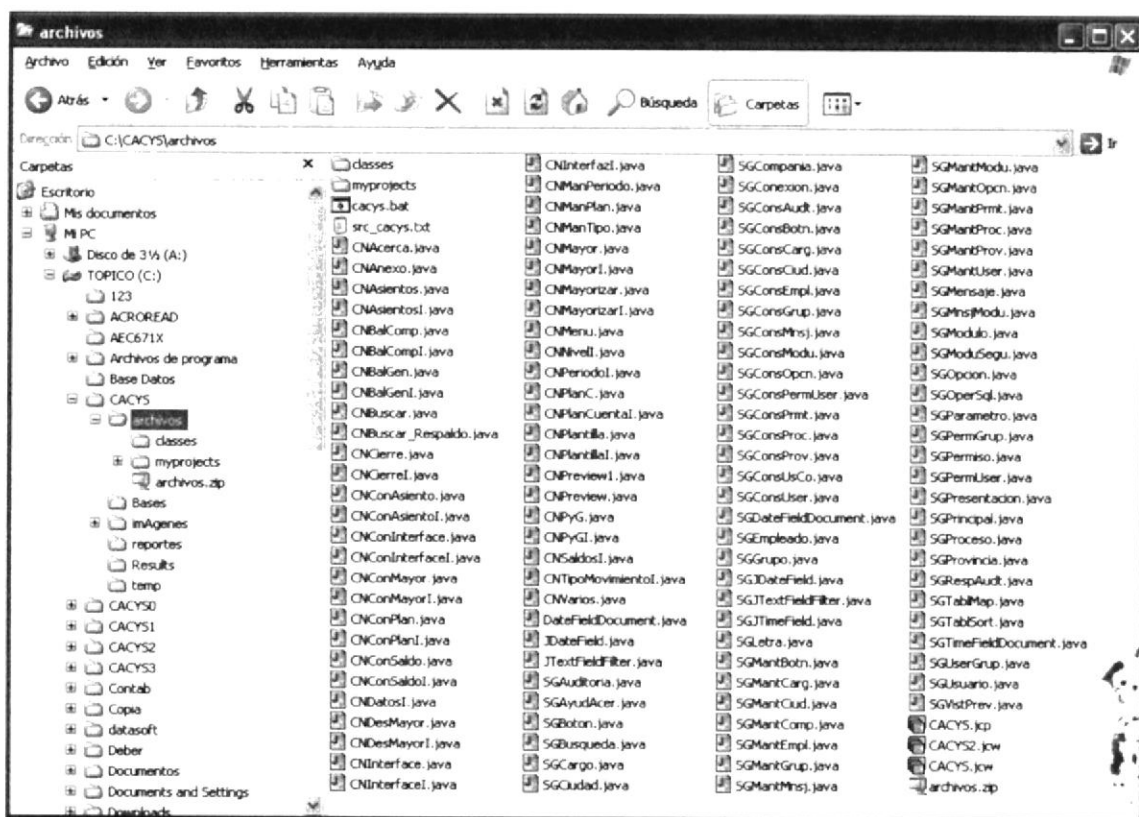 archivos
Archivo Edición Ver Favoritos Herramientas Ayuda
Atrás Búsqueda Carpetas
Dirección C:\CACYS\archivos Ir
Carpetas
Escritorio
Mis documentos
Mi PC
Disco de 3½ (A:)
TOPICO (C:)
123
ACROREAD
AEC671X
Archivos de programa
Base Datos
CACYS
archivos
classes
myprojects
archivos.zip
Bases
imAgenes
reportes
Results
temp
CACYS0
CACYS1
CACYS2
CACYS3
Contab
Copia
datasoft
Deber
Documentos
Documents and Settings
Downloads
classes
myprojects
cacys.bat
src_cacys.txt
CNAcerca.java
CNAnexo.java
CNAsientos.java
CNAsientosI.java
CNBalComp.java
CNBalCompI.java
CNBalGen.java
CNBalGenI.java
CNBuscar.java
CNBuscar_Respaldo.java
CNCierre.java
CNCierreI.java
CNConAsiento.java
CNConAsientoI.java
CNConInterface.java
CNConInterfaceI.java
CNConMayor.java
CNConMayorI.java
CNConPlan.java
CNConPlanI.java
CNConSaldo.java
CNConSaldoI.java
CNDatosI.java
CNDesMayor.java
CNDesMayorI.java
CNInterface.java
CNInterfaceI.java
CNInterfazI.java
CNManPeriodo.java
CNManPlan.java
CNManTipo.java
CNMayor.java
CNMayorI.java
CNMayorizar.java
CNMayorizarI.java
CNMenu.java
CNNivelI.java
CNPeriodoI.java
CNPlanC.java
CNPlanCuentaI.java
CNPlantilla.java
CNPlantillaI.java
CNPreview1.java
CNPreview.java
CNPyG.java
CNPyGI.java
CNSaldosI.java
CNTipoMovimientoI.java
CNVarios.java
DateFieldDocument.java
JDateField.java
JTextFieldFilter.java
SGAuditoria.java
SGAyudAcer.java
SGBoton.java
SGBusqueda.java
SGCargo.java
SGCiudad.java
SGCompania.java
SGConexion.java
SGConsAudt.java
SGConsBotn.java
SGConsCarg.java
SGConsCiud.java
SGConsEmpl.java
SGConsGrup.java
SGConsMnsj.java
SGConsModu.java
SGConsOpcn.java
SGConsPermUser.java
SGConsPrmt.java
SGConsProc.java
SGConsProv.java
SGConsUsCo.java
SGConsUser.java
SGDateFieldDocument.java
SGEmpleado.java
SGGrupo.java
SGJDateField.java
SGJTextFieldFilter.java
SGJTimeField.java
SGLetra.java
SGMantBotn.java
SGMantCarg.java
SGMantCiud.java
SGMantComp.java
SGMantEmpl.java
SGMantGrup.java
SGMantMnsj.java
SGMantModu.java
SGMantOpcn.java
SGMantPrmt.java
SGMantProc.java
SGMantProv.java
SGMantUser.java
SGMensaje.java
SGMnsjModu.java
SGModulo.java
SGModuSegu.java
SGOpcion.java
SGOperSql.java
SGParametro.java
SGPermGrup.java
SGPermiso.java
SGPermUser.java
SGPresentacion.java
SGPrincipal.java
SGProceso.java
SGProvincia.java
SGRespAudt.java
SGTablMap.java
SGTablSort.java
SGTimeFieldDocument.java
SGUserGrup.java
SGUsuario.java
SGVistPrev.java
CACYS.jcp
CACYS2.jcw
CACYS.jcw
archivos.zip